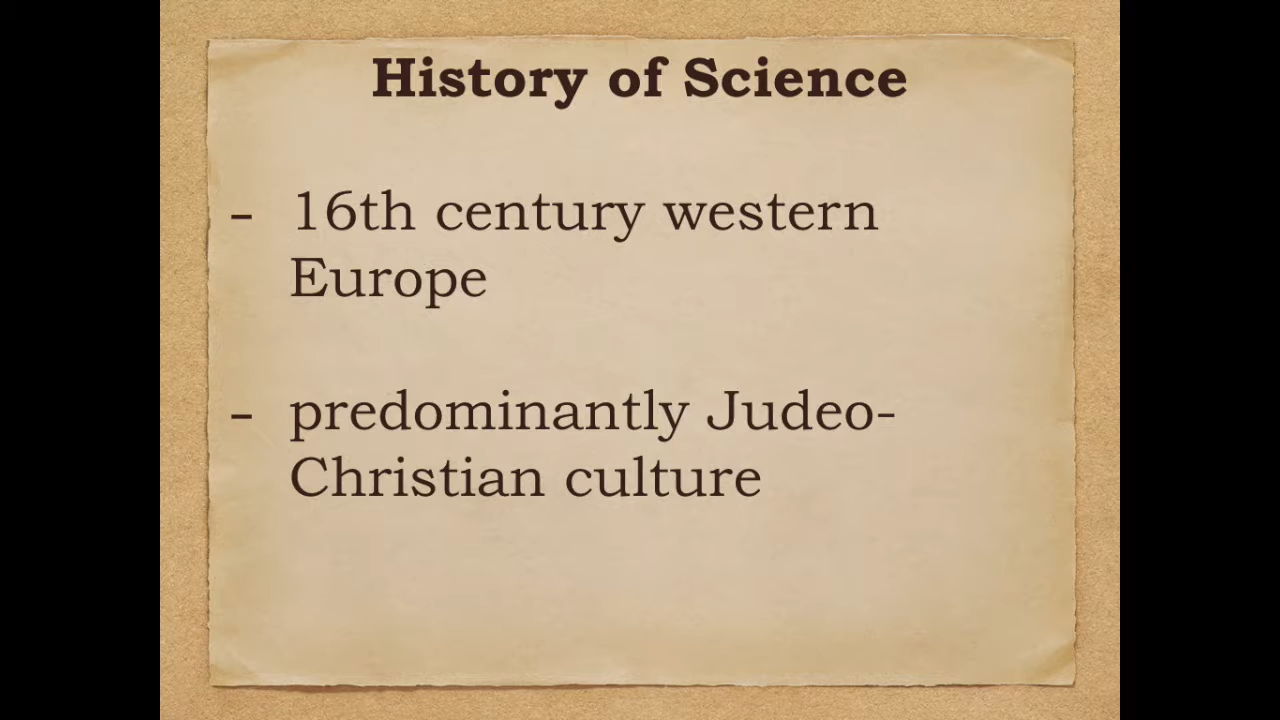 History of Science
- 16th century western
Europe
- predominantly Judeo-
Christian culture